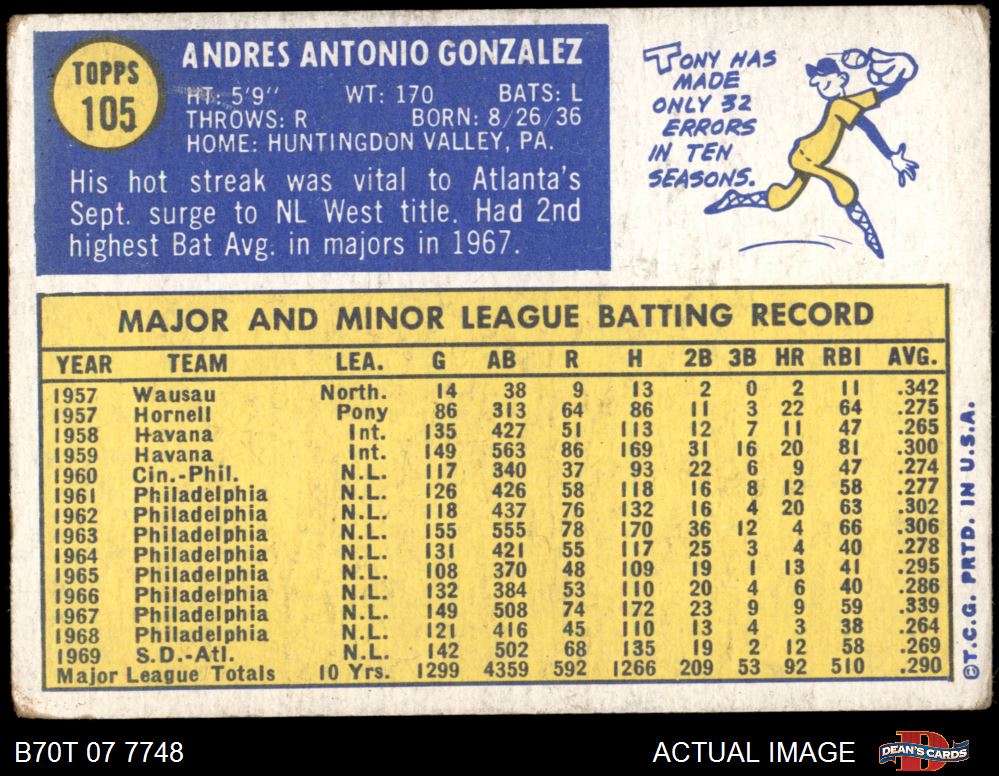 TOPPS
105
ANDRES ANTONIO GONZALEZ
HT: 5'9" WT: 170 BATS: L
THROWS: R BORN: 8/26/36
HOME: HUNTINGDON VALLEY, PA.
His hot streak was vital to Atlanta's
Sept. surge to NL West title. Had 2nd
highest Bat Avg. in majors in 1967.
TONY HAS
MADE
ONLY 32
ERRORS
IN TEN
SEASONS.
MAJOR AND MINOR LEAGUE BATTING RECORD
YEAR TEAM LEA. G AB R H 2B 3B HR RBI AVG.
1957 Wausau North. 14 38 9 13 2 0 2 11 .342
1957 Hornell Pony 86 313 64 86 11 3 22 64 .275
1958 Havana Int. 135 427 51 113 12 7 11 47 .265
1959 Havana Int. 149 563 86 169 31 16 20 81 .300
1960 Cin.-Phil. N.L. 117 340 37 93 22 6 9 47 .274
1961 Philadelphia N.L. 126 426 58 118 16 8 12 58 .277
1962 Philadelphia N.L. 118 437 76 132 16 4 20 63 .302
1963 Philadelphia N.L. 155 555 78 170 36 12 4 66 .306
1964 Philadelphia N.L. 131 421 55 117 25 3 4 40 .278
1965 Philadelphia N.L. 108 370 48 109 19 1 13 41 .295
1966 Philadelphia N.L. 132 384 53 110 20 4 6 40 .286
1967 Philadelphia N.L. 149 508 74 172 23 9 9 59 .339
1968 Philadelphia N.L. 121 416 45 110 13 4 3 38 .264
1969 S.D.-Atl. N.L. 142 502 68 135 19 2 12 58 .269
Major League Totals 10 Yrs. 1299 4359 592 1266 209 53 92 510 .290
©T.C.G. PRTD. IN U.S.A.
B70T 07 7748 ACTUAL IMAGE
DEAN'S CARDS